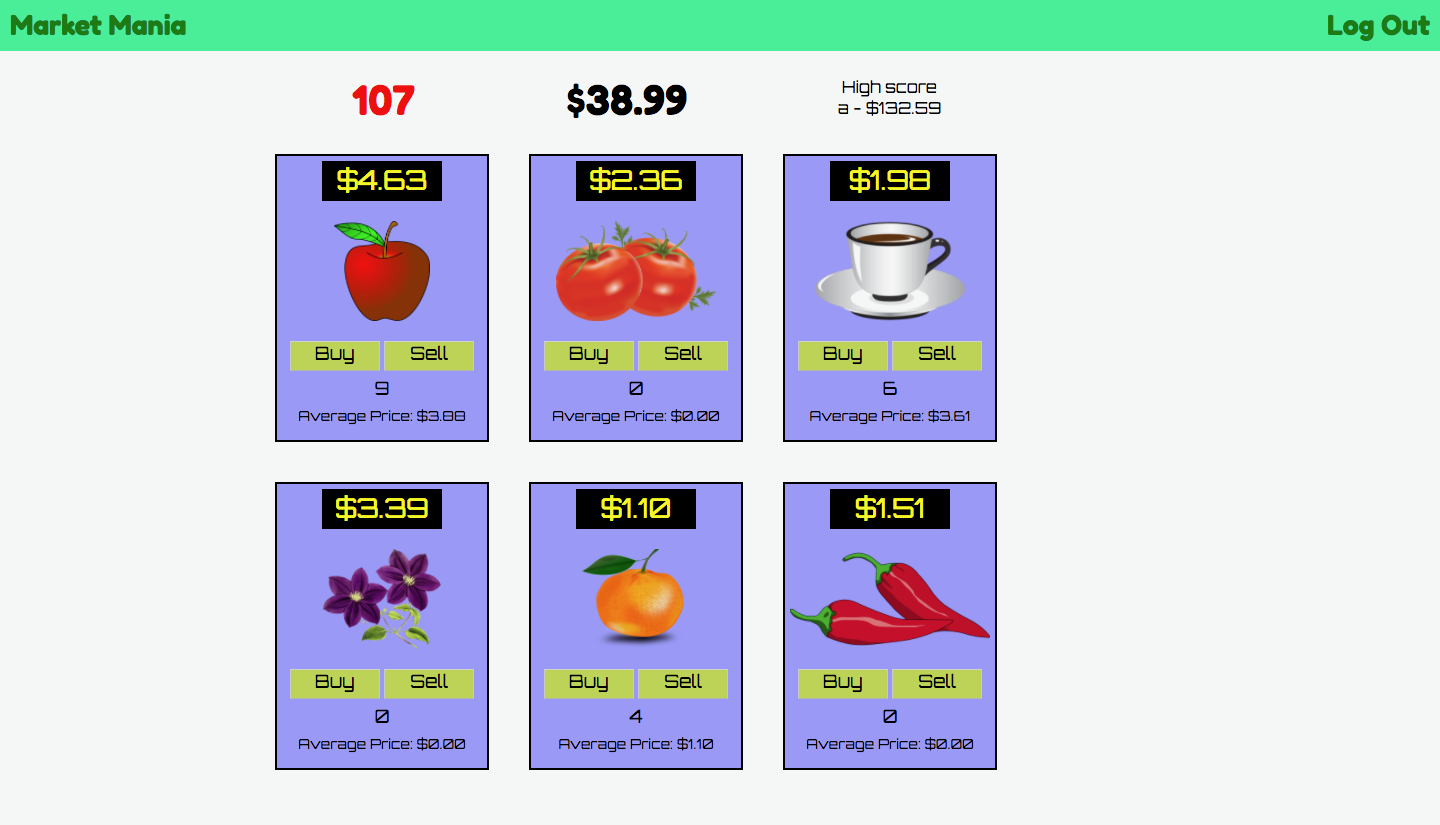 Market Mania
Log Out
107
$38.99
High score
a - $132.59
$4.63
$2.36
$1.98
Buy Sell
Buy Sell
Buy Sell
9
0
6
Average Price: $3.88
Average Price: $0.00
Average Price: $3.61
$3.39
$1.10
$1.51
Buy Sell
Buy Sell
Buy Sell
0
4
0
Average Price: $0.00
Average Price: $1.10
Average Price: $0.00